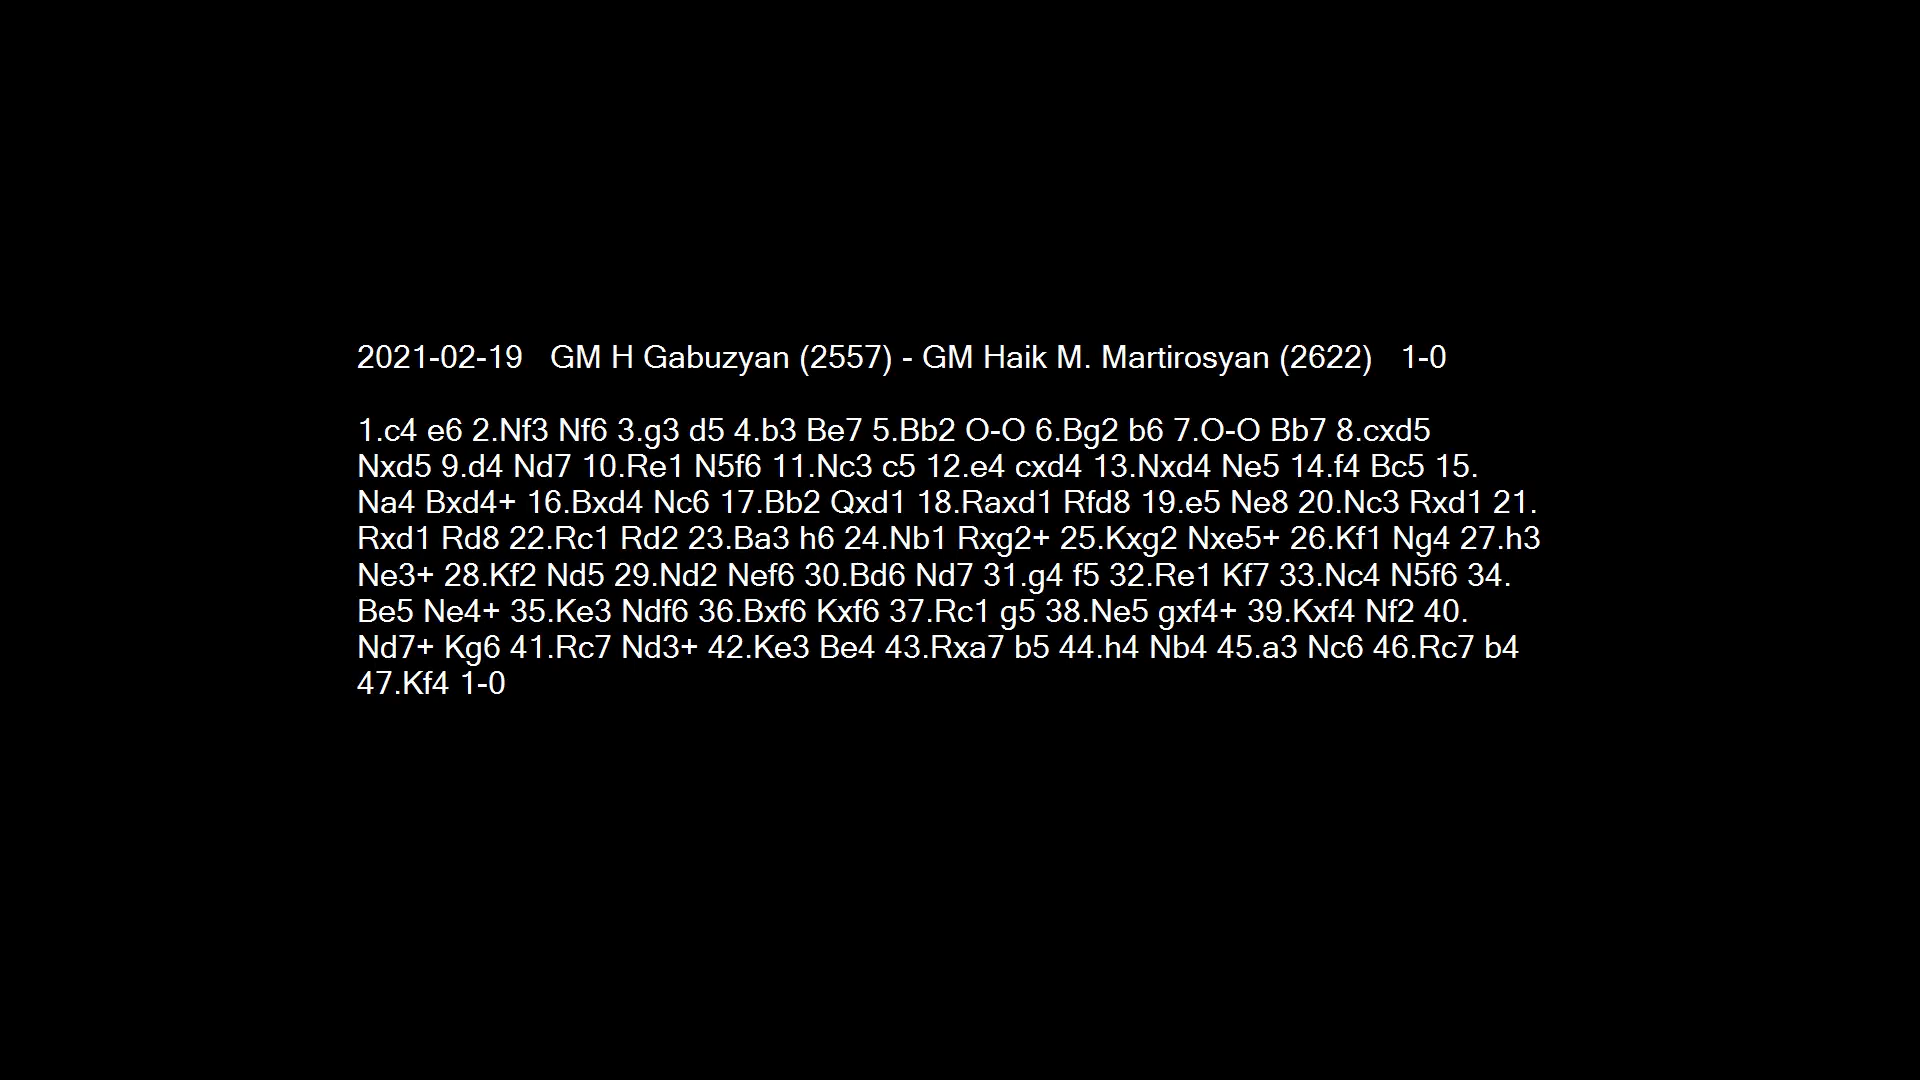 2021-02-19   GM H Gabuzyan (2557) - GM Haik M. Martirosyan (2622)   1-0
1.c4 e6 2.Nf3 Nf6 3.g3 d5 4.b3 Be7 5.Bb2 O-O 6.Bg2 b6 7.O-O Bb7 8.cxd5
Nxd5 9.d4 Nd7 10.Re1 N5f6 11.Nc3 c5 12.e4 cxd4 13.Nxd4 Ne5 14.f4 Bc5 15.
Na4 Bxd4+ 16.Bxd4 Nc6 17.Bb2 Qxd1 18.Raxd1 Rfd8 19.e5 Ne8 20.Nc3 Rxd1 21.
Rxd1 Rd8 22.Rc1 Rd2 23.Ba3 h6 24.Nb1 Rxg2+ 25.Kxg2 Nxe5+ 26.Kf1 Ng4 27.h3
Ne3+ 28.Kf2 Nd5 29.Nd2 Nef6 30.Bd6 Nd7 31.g4 f5 32.Re1 Kf7 33.Nc4 N5f6 34.
Be5 Ne4+ 35.Ke3 Ndf6 36.Bxf6 Kxf6 37.Rc1 g5 38.Ne5 gxf4+ 39.Kxf4 Nf2 40.
Nd7+ Kg6 41.Rc7 Nd3+ 42.Ke3 Be4 43.Rxa7 b5 44.h4 Nb4 45.a3 Nc6 46.Rc7 b4
47.Kf4 1-0